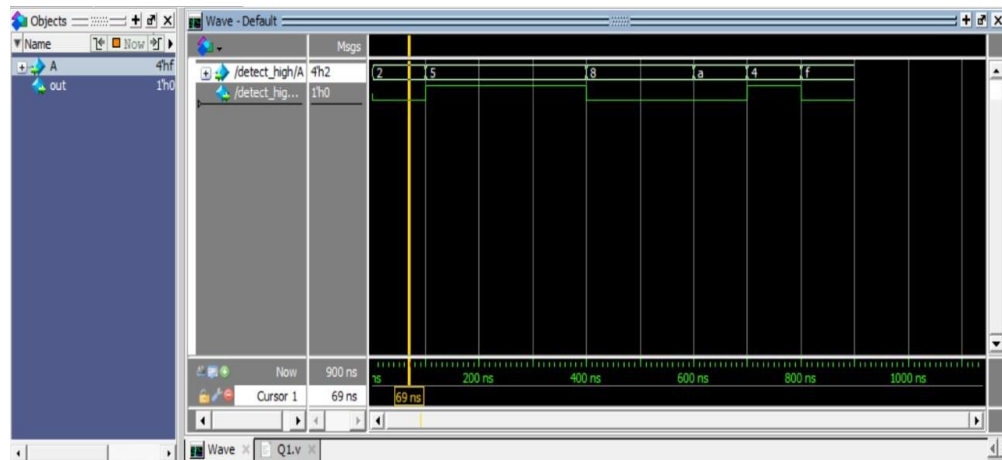 Objects
Name Now
A 4'hf
out 1'h0
Wave - Default
Msgs
/detect_high/A 4'h2 2 5 8 a 4 f
/detect_hig... 1'h0
Now 900 ns ns 200 ns 400 ns 600 ns 800 ns 1000 ns
Cursor 1 69 ns 69 ns
Wave Q1.v